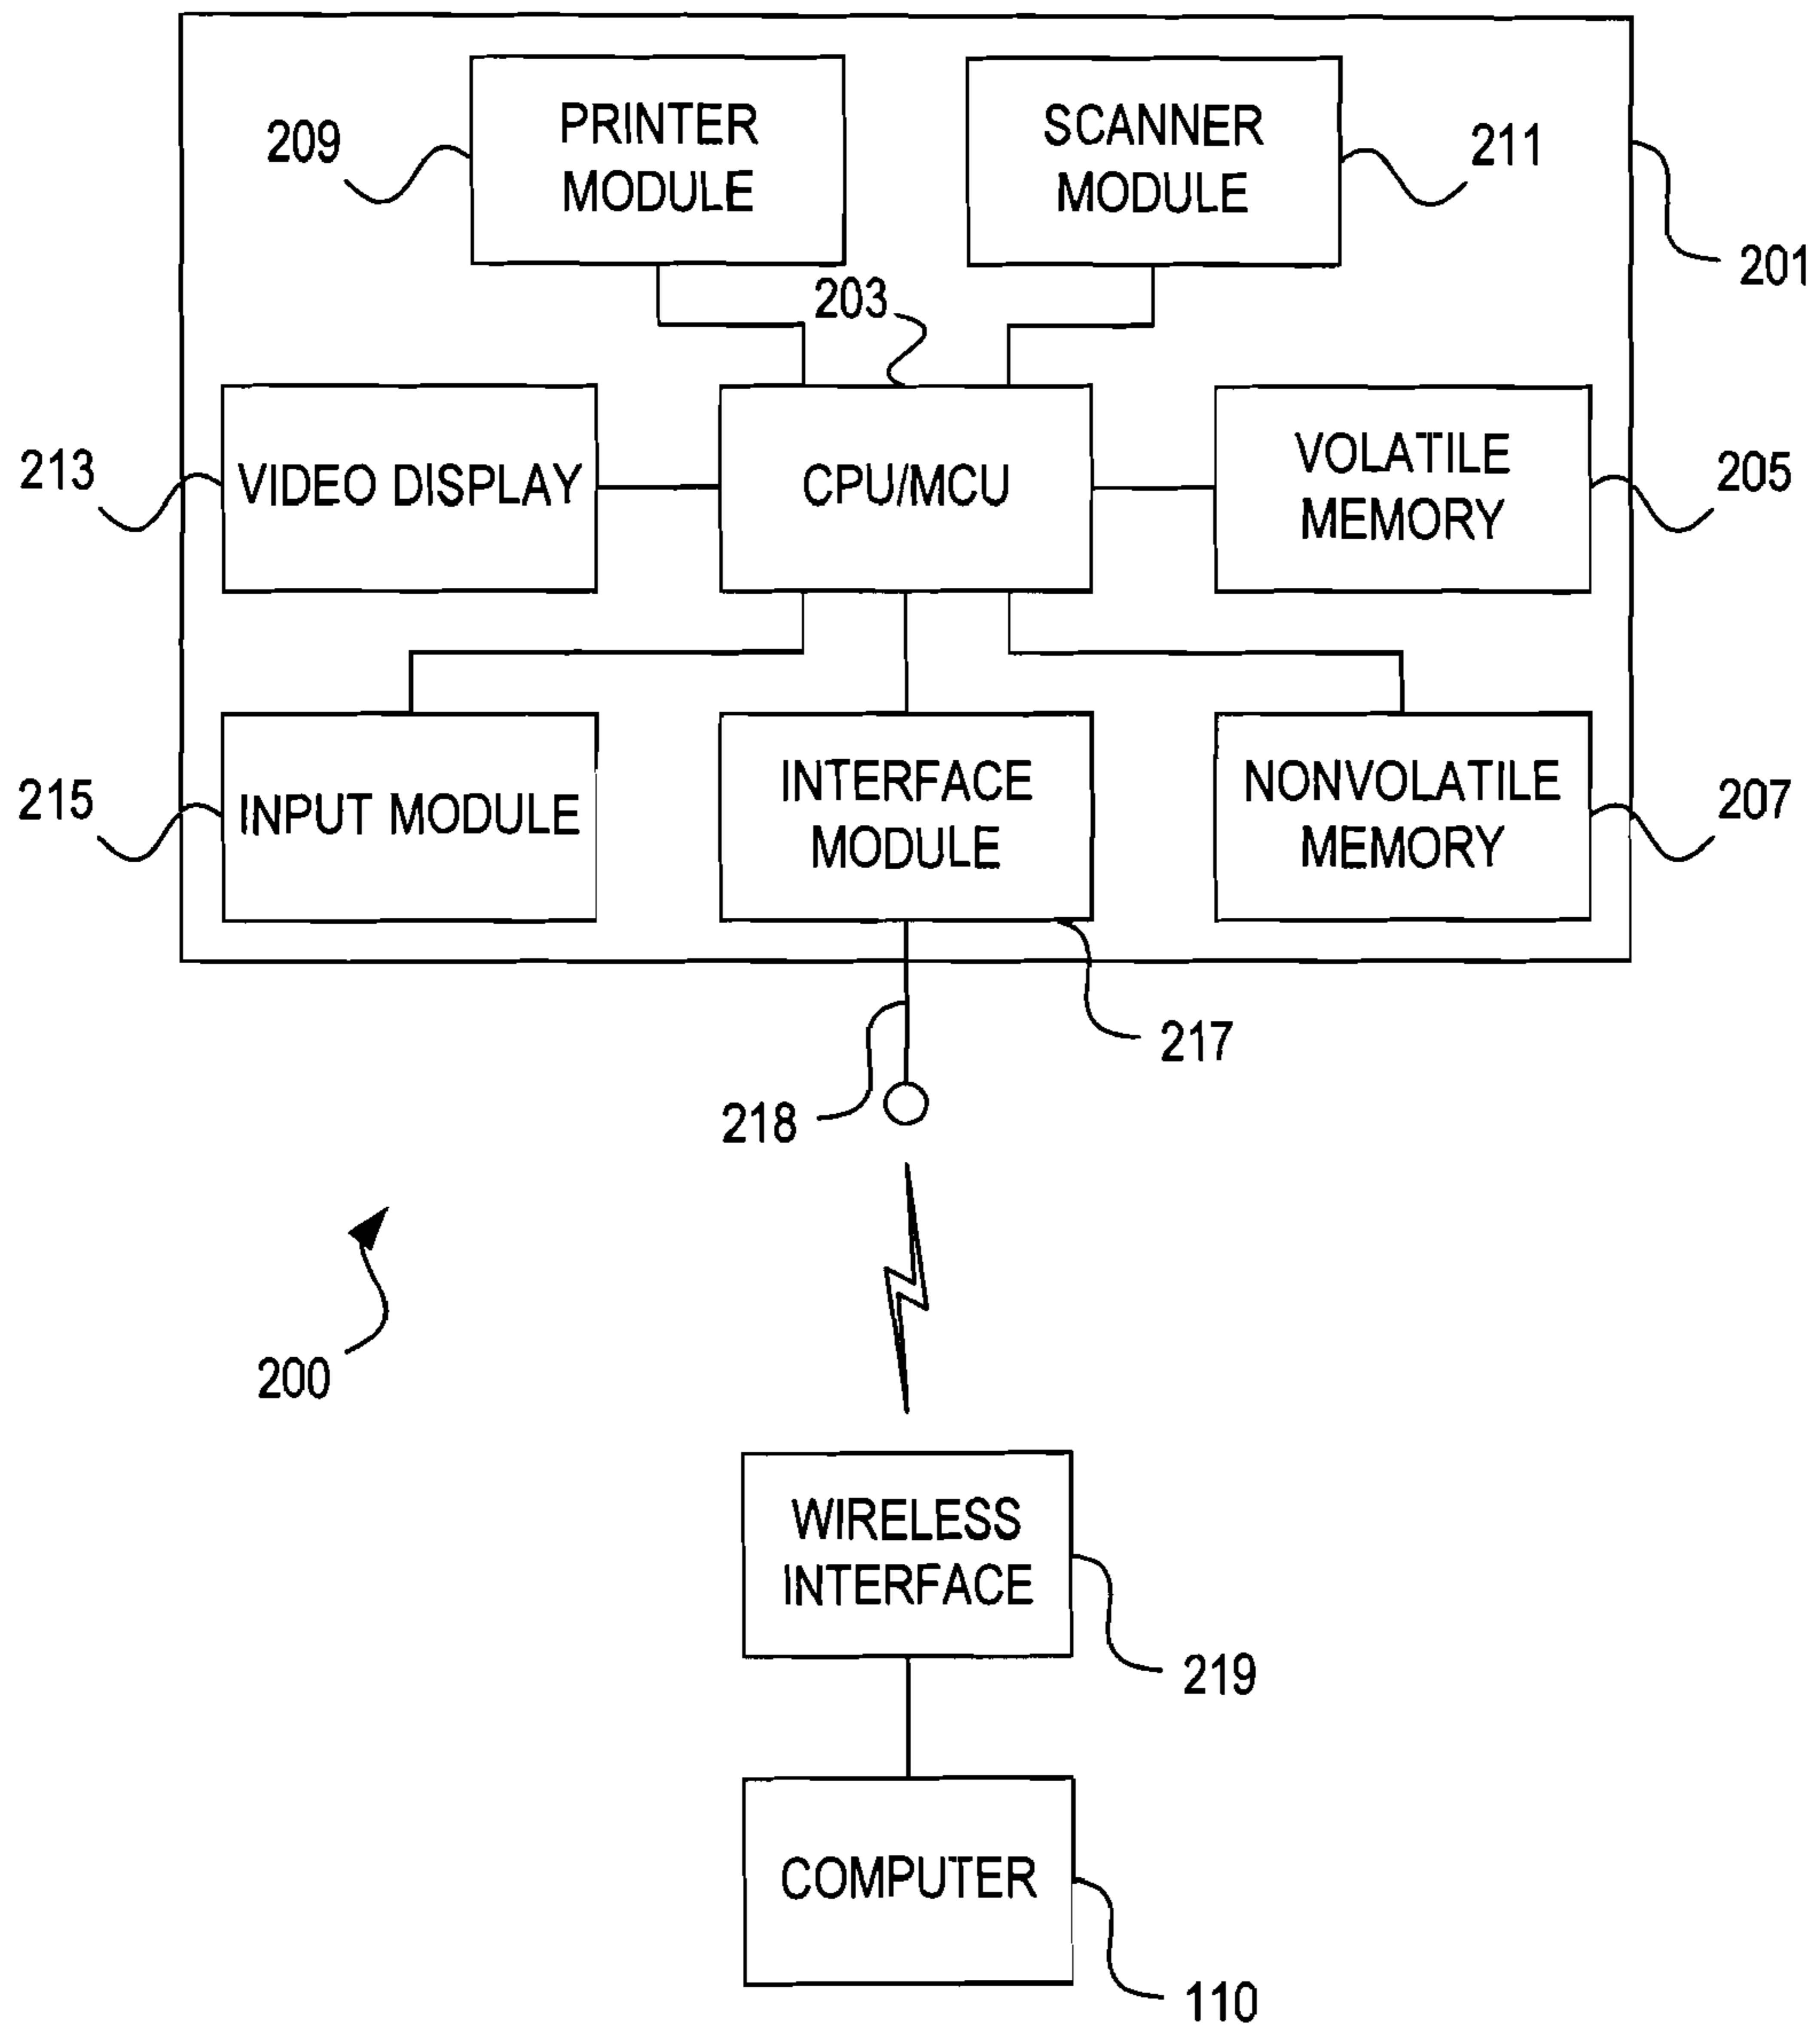 PRINTER
MODULE
209
SCANNER
MODULE
211
201
203
213
VIDEO DISPLAY
CPU/MCU
VOLATILE
MEMORY
205
215
INPUT MODULE
INTERFACE
MODULE
NONVOLATILE
MEMORY
207
217
218
200
WIRELESS
INTERFACE
219
COMPUTER
110